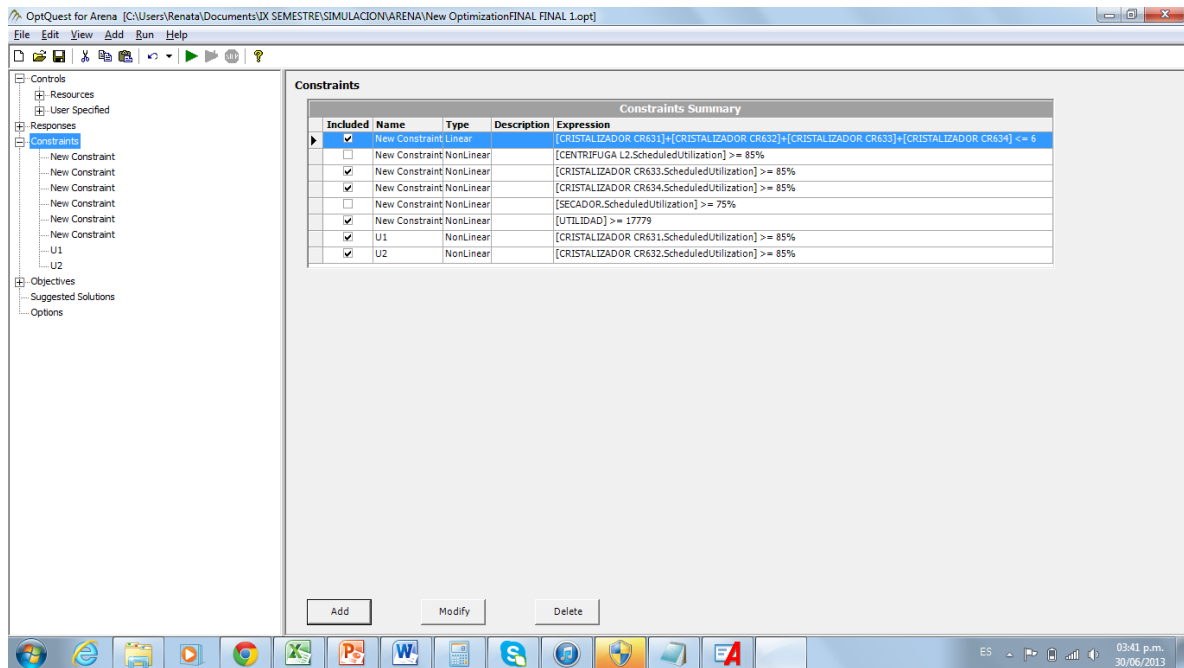 OptQuest for Arena [C:\Users\Renata\Documents\IX SEMESTRE\SIMULACION\ARENA\New OptimizationFINAL FINAL 1.opt]
File Edit View Add Run Help
Controls
Resources
User Specified
Responses
Constraints
New Constraint
New Constraint
New Constraint
New Constraint
New Constraint
New Constraint
U1
U2
Objectives
Suggested Solutions
Options
Constraints
Constraints Summary
Included Name Type Description Expression
New Constraint Linear [CRISTALIZADOR CR631]+[CRISTALIZADOR CR632]+[CRISTALIZADOR CR633]+[CRISTALIZADOR CR634] <= 6
New Constraint NonLinear [CENTRIFUGA L2.ScheduledUtilization] >= 85%
New Constraint NonLinear [CRISTALIZADOR CR633.ScheduledUtilization] >= 85%
New Constraint NonLinear [CRISTALIZADOR CR634.ScheduledUtilization] >= 85%
New Constraint NonLinear [SECADOR.ScheduledUtilization] >= 75%
New Constraint NonLinear [UTILIDAD] >= 17779
U1 NonLinear [CRISTALIZADOR CR631.ScheduledUtilization] >= 85%
U2 NonLinear [CRISTALIZADOR CR632.ScheduledUtilization] >= 85%
Add Modify Delete
ES 03:41 p.m.
30/06/2013